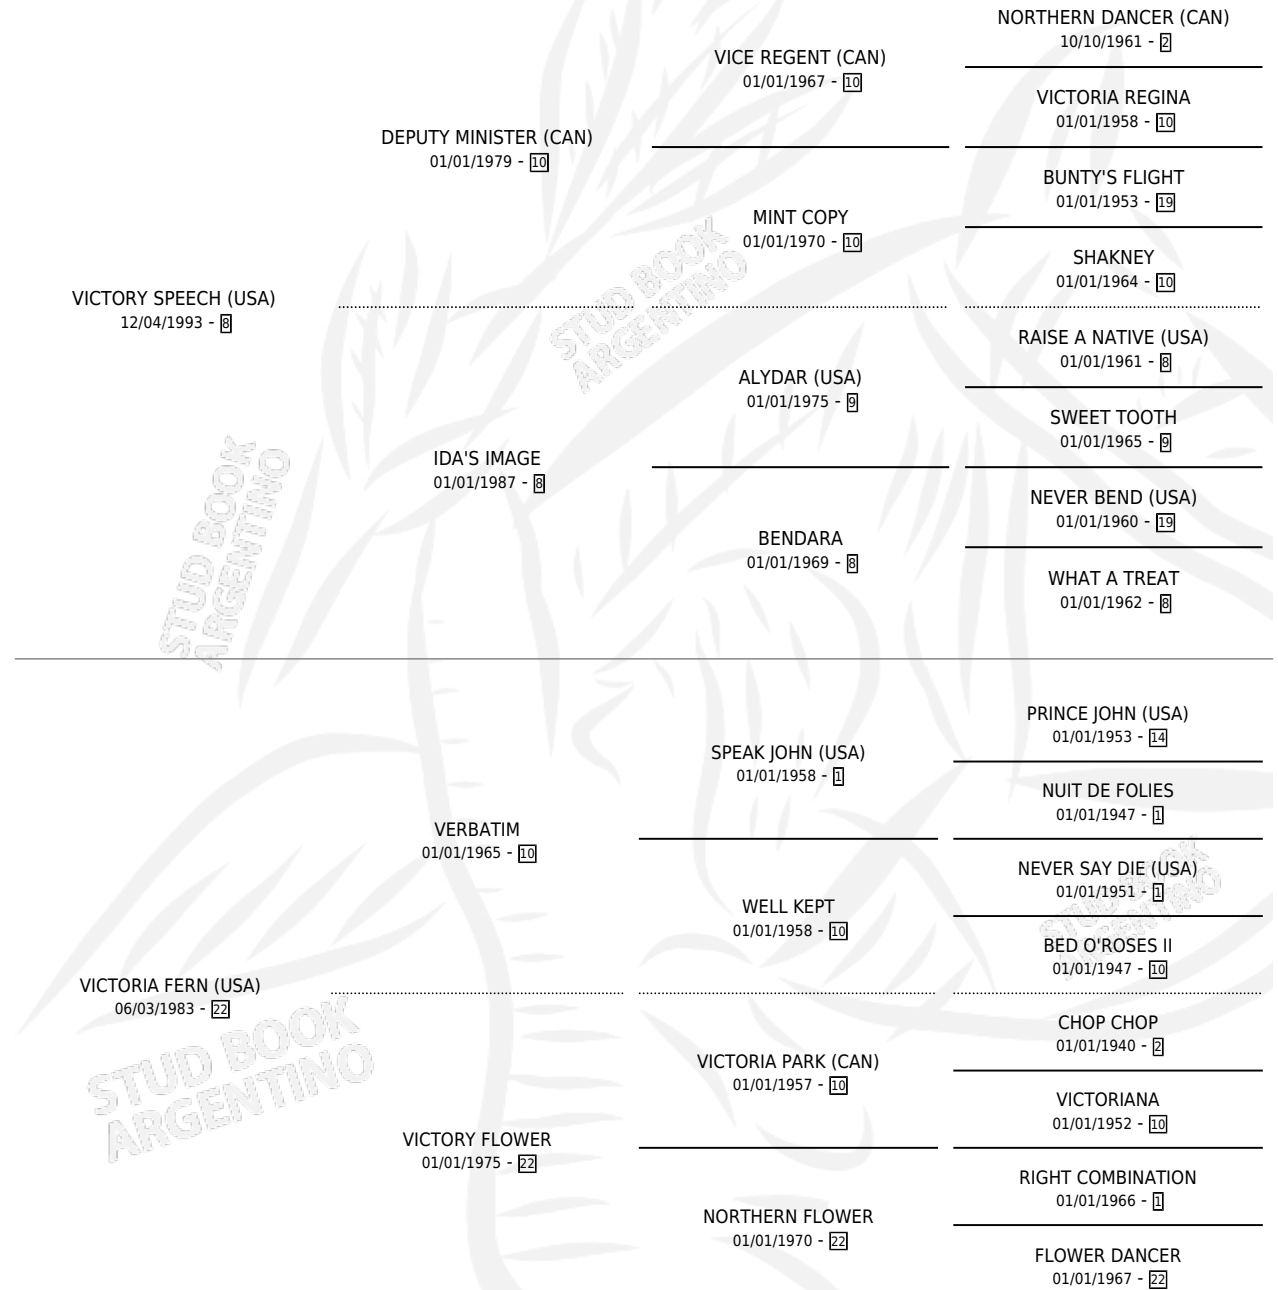 NORTHERN DANCER (CAN)
10/10/1961 - 2
VICE REGENT (CAN)
01/01/1967 - 10
VICTORIA REGINA
01/01/1958 - 10
DEPUTY MINISTER (CAN)
01/01/1979 - 10
BUNTY'S FLIGHT
01/01/1953 - 19
MINT COPY
01/01/1970 - 10
SHAKNEY
01/01/1964 - 10
VICTORY SPEECH (USA)
12/04/1993 - 8
RAISE A NATIVE (USA)
01/01/1961 - 8
ALYDAR (USA)
01/01/1975 - 9
SWEET TOOTH
01/01/1965 - 9
IDA'S IMAGE
01/01/1987 - 8
NEVER BEND (USA)
01/01/1960 - 19
BENDARA
01/01/1969 - 8
WHAT A TREAT
01/01/1962 - 8
STUD BOOK
ARGENTINO
STUD BOOK
ARGENTINO
PRINCE JOHN (USA)
01/01/1953 - 14
SPEAK JOHN (USA)
01/01/1958 - 1
NUIT DE FOLIES
01/01/1947 - 1
VERBATIM
01/01/1965 - 10
NEVER SAY DIE (USA)
01/01/1951 - 1
WELL KEPT
01/01/1958 - 10
BED O'ROSES II
01/01/1947 - 10
VICTORIA FERN (USA)
06/03/1983 - 22
CHOP CHOP
01/01/1940 - 2
VICTORIA PARK (CAN)
01/01/1957 - 10
VICTORIANA
01/01/1952 - 10
VICTORY FLOWER
01/01/1975 - 22
RIGHT COMBINATION
01/01/1966 - 1
NORTHERN FLOWER
01/01/1970 - 22
FLOWER DANCER
01/01/1967 - 22
STUD BOOK
ARGENTINO
STUD BOOK
ARGENTINO